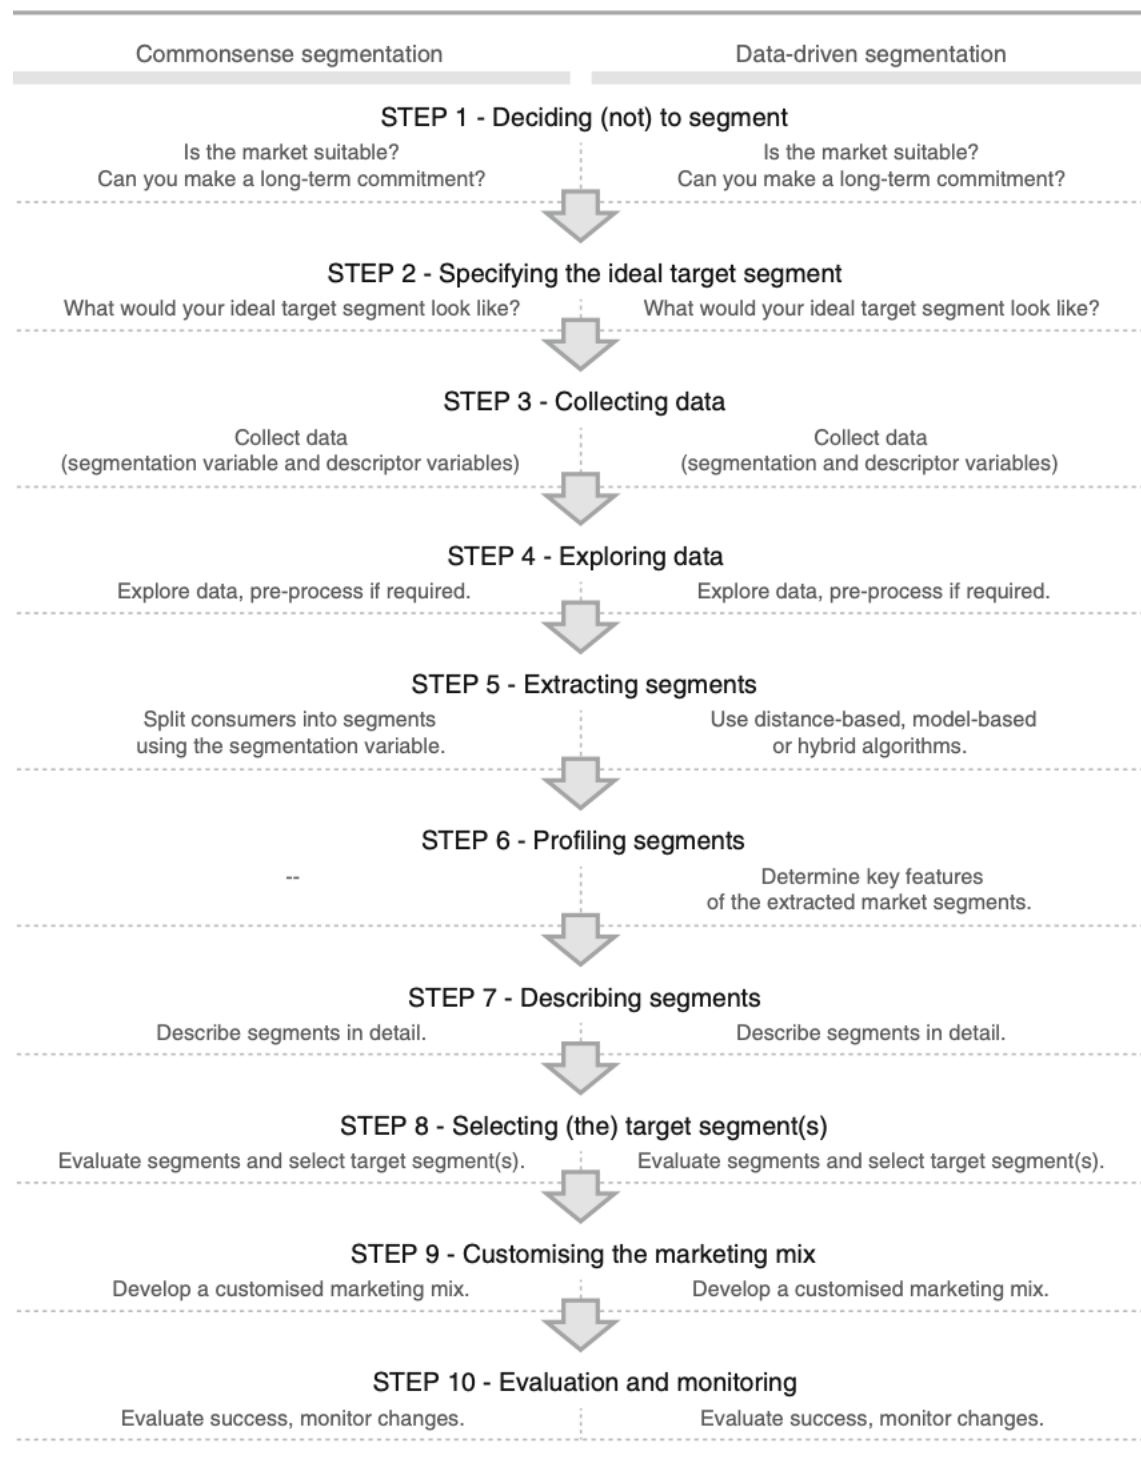 Commonsense segmentation
Data-driven segmentation
STEP 1 - Deciding (not) to segment
Is the market suitable?
Can you make a long-term commitment?
Is the market suitable?
Can you make a long-term commitment?
STEP 2 - Specifying the ideal target segment
What would your ideal target segment look like?
What would your ideal target segment look like?
STEP 3 - Collecting data
Collect data
(segmentation variable and descriptor variables)
Collect data
(segmentation and descriptor variables)
STEP 4 - Exploring data
Explore data, pre-process if required.
Explore data, pre-process if required.
STEP 5 - Extracting segments
Split consumers into segments
using the segmentation variable.
Use distance-based, model-based
or hybrid algorithms.
STEP 6 - Profiling segments
--
Determine key features
of the extracted market segments.
STEP 7 - Describing segments
Describe segments in detail.
Describe segments in detail.
STEP 8 - Selecting (the) target segment(s)
Evaluate segments and select target segment(s).
Evaluate segments and select target segment(s).
STEP 9 - Customising the marketing mix
Develop a customised marketing mix.
Develop a customised marketing mix.
STEP 10 - Evaluation and monitoring
Evaluate success, monitor changes.
Evaluate success, monitor changes.